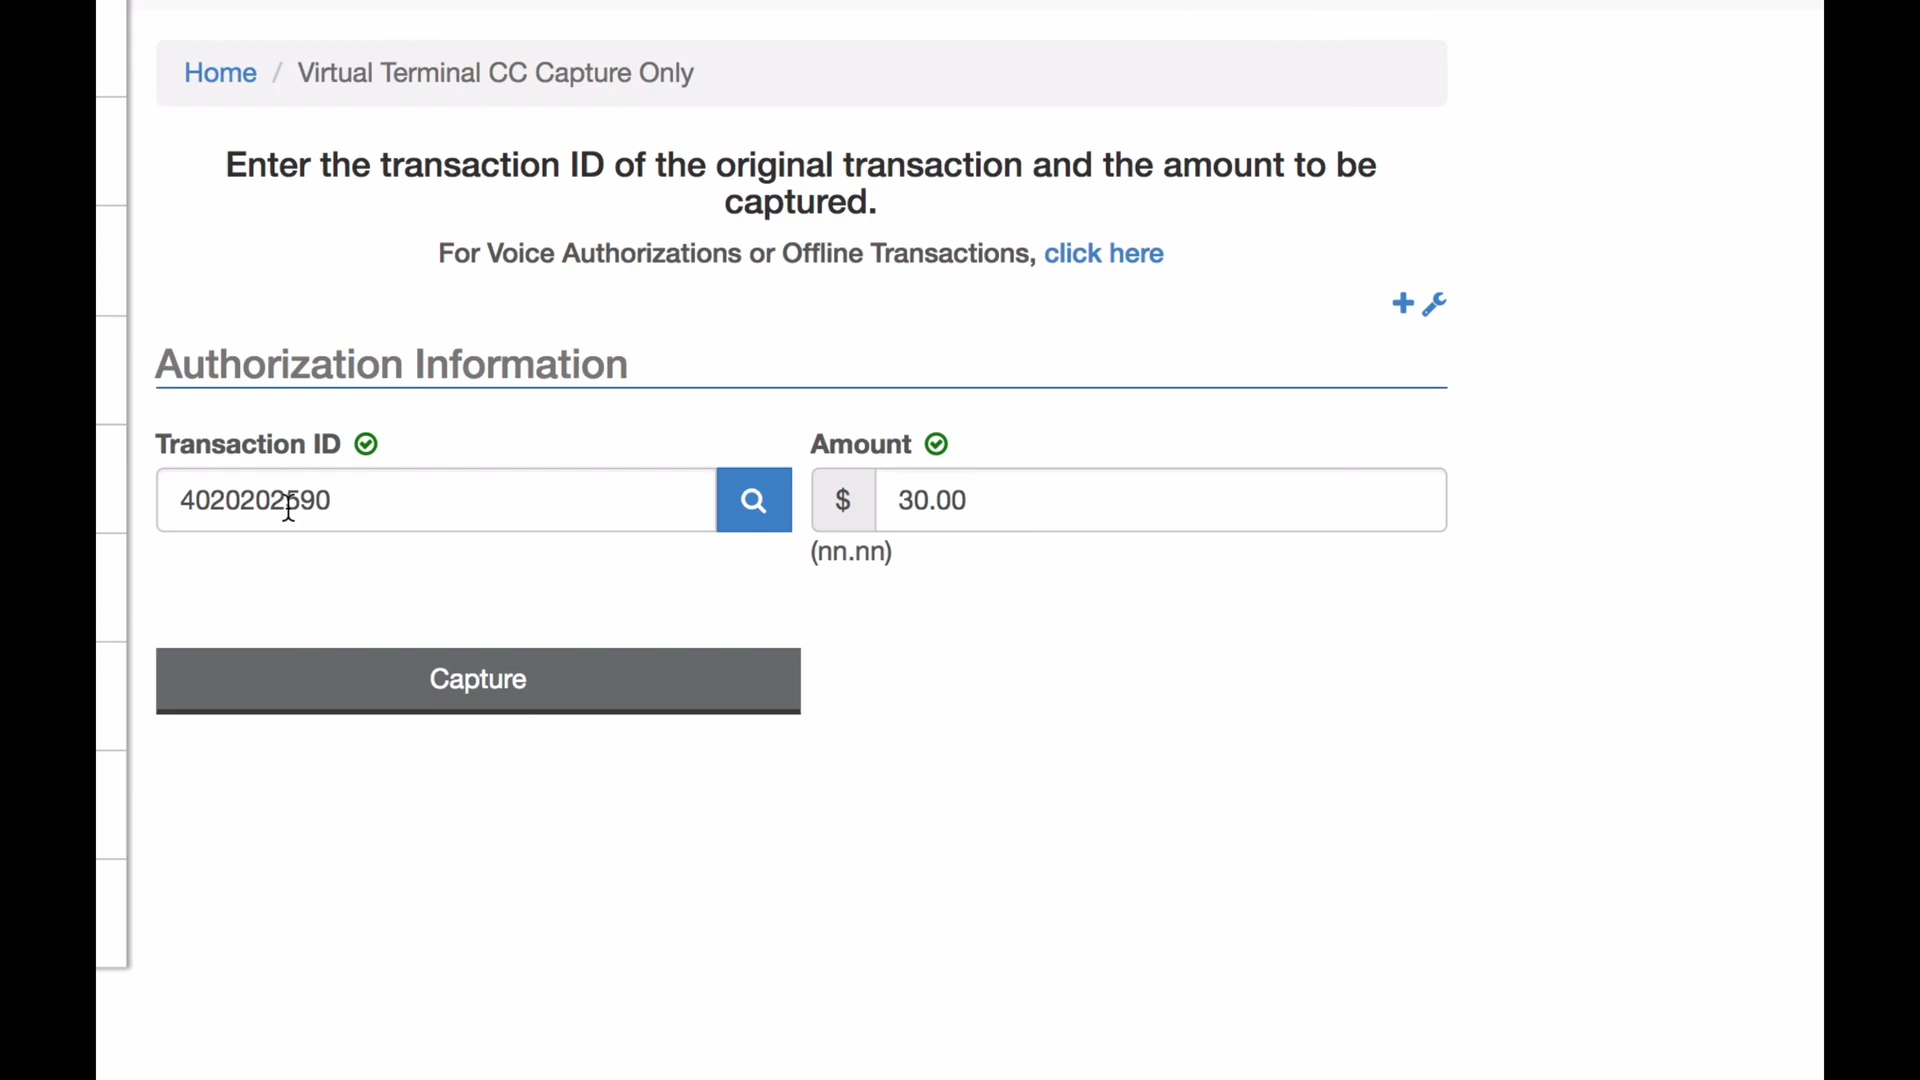 Home / Virtual Terminal CC Capture Only
Enter the transaction ID of the original transaction and the amount to be
captured.
For Voice Authorizations or Offline Transactions, click here
Authorization Information
Transaction ID
Amount
4020202590
$ 30.00
(nn.nn)
Capture